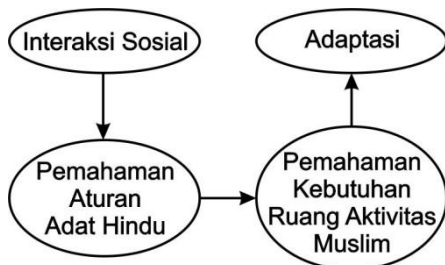 Interaksi Sosial
Adaptasi
Pemahaman
Aturan
Adat Hindu
Pemahaman
Kebutuhan
Ruang Aktivitas
Muslim